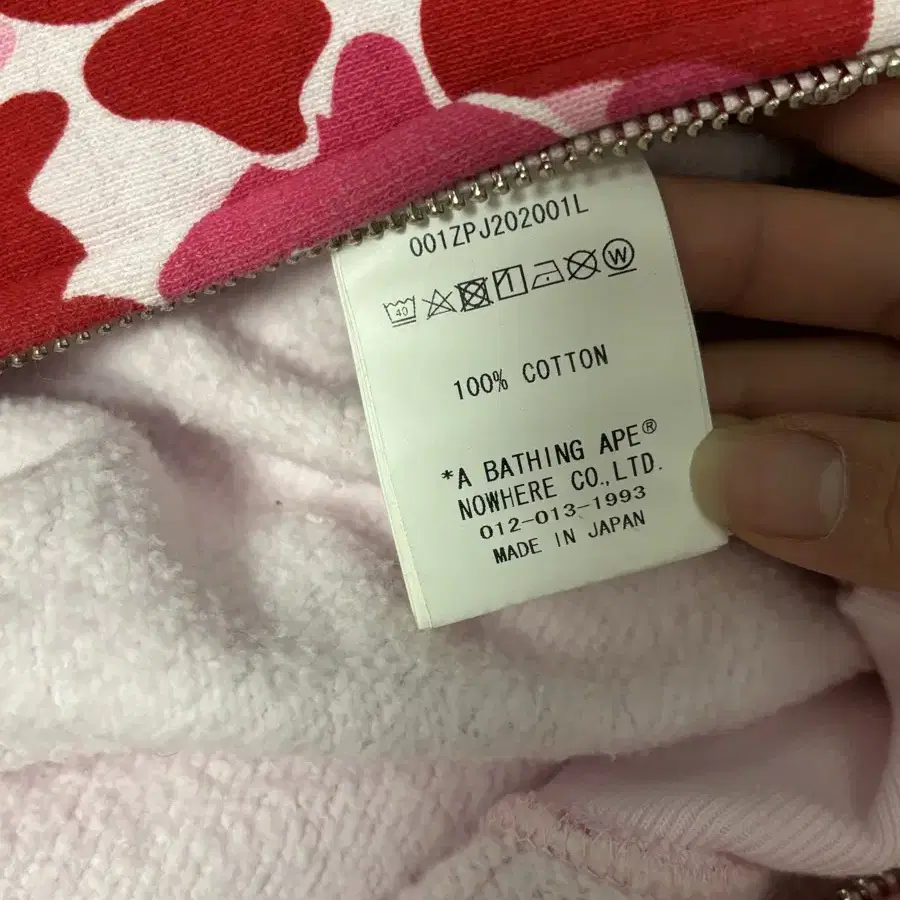 001ZPJ202001L
40 W
100% COTTON
*A BATHING APE®
NOWHERE CO.,LTD.
012-013-1993
MADE IN JAPAN